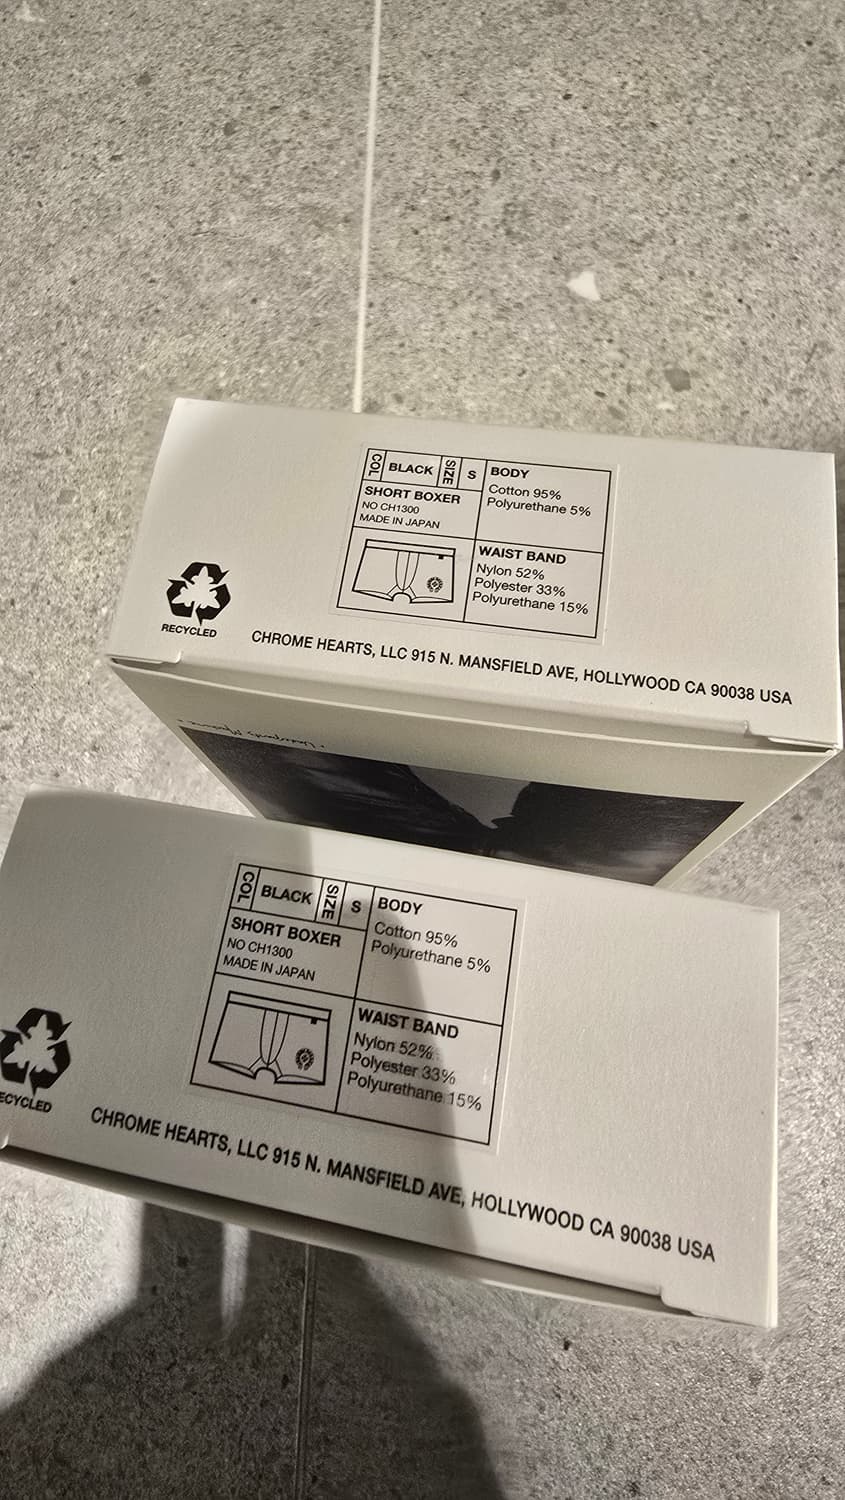 COL BLACK SIZE S
SHORT BOXER
NO CH1300
MADE IN JAPAN
BODY
Cotton 95%
Polyurethane 5%
WAIST BAND
Nylon 52%
Polyester 33%
Polyurethane 15%
RECYCLED
CHROME HEARTS, LLC 915 N. MANSFIELD AVE, HOLLYWOOD CA 90038 USA
COL BLACK SIZE S
SHORT BOXER
NO CH1300
MADE IN JAPAN
BODY
Cotton 95%
Polyurethane 5%
WAIST BAND
Nylon 52%
Polyester 33%
Polyurethane 15%
ECYCLED
CHROME HEARTS, LLC 915 N. MANSFIELD AVE, HOLLYWOOD CA 90038 USA